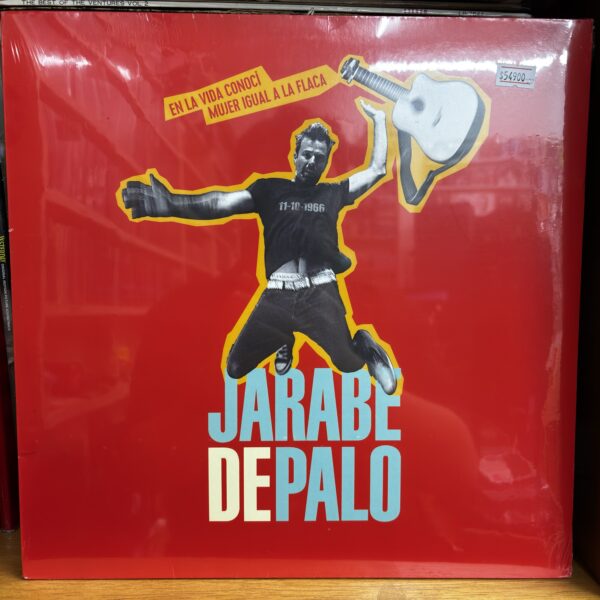 THE BEST OF THE VENTURES VOL 2
$54900
EN LA VIDA CONOCÍ
MUJER IGUAL A LA FLACA
11-10-1966
JARABE
DEPALO